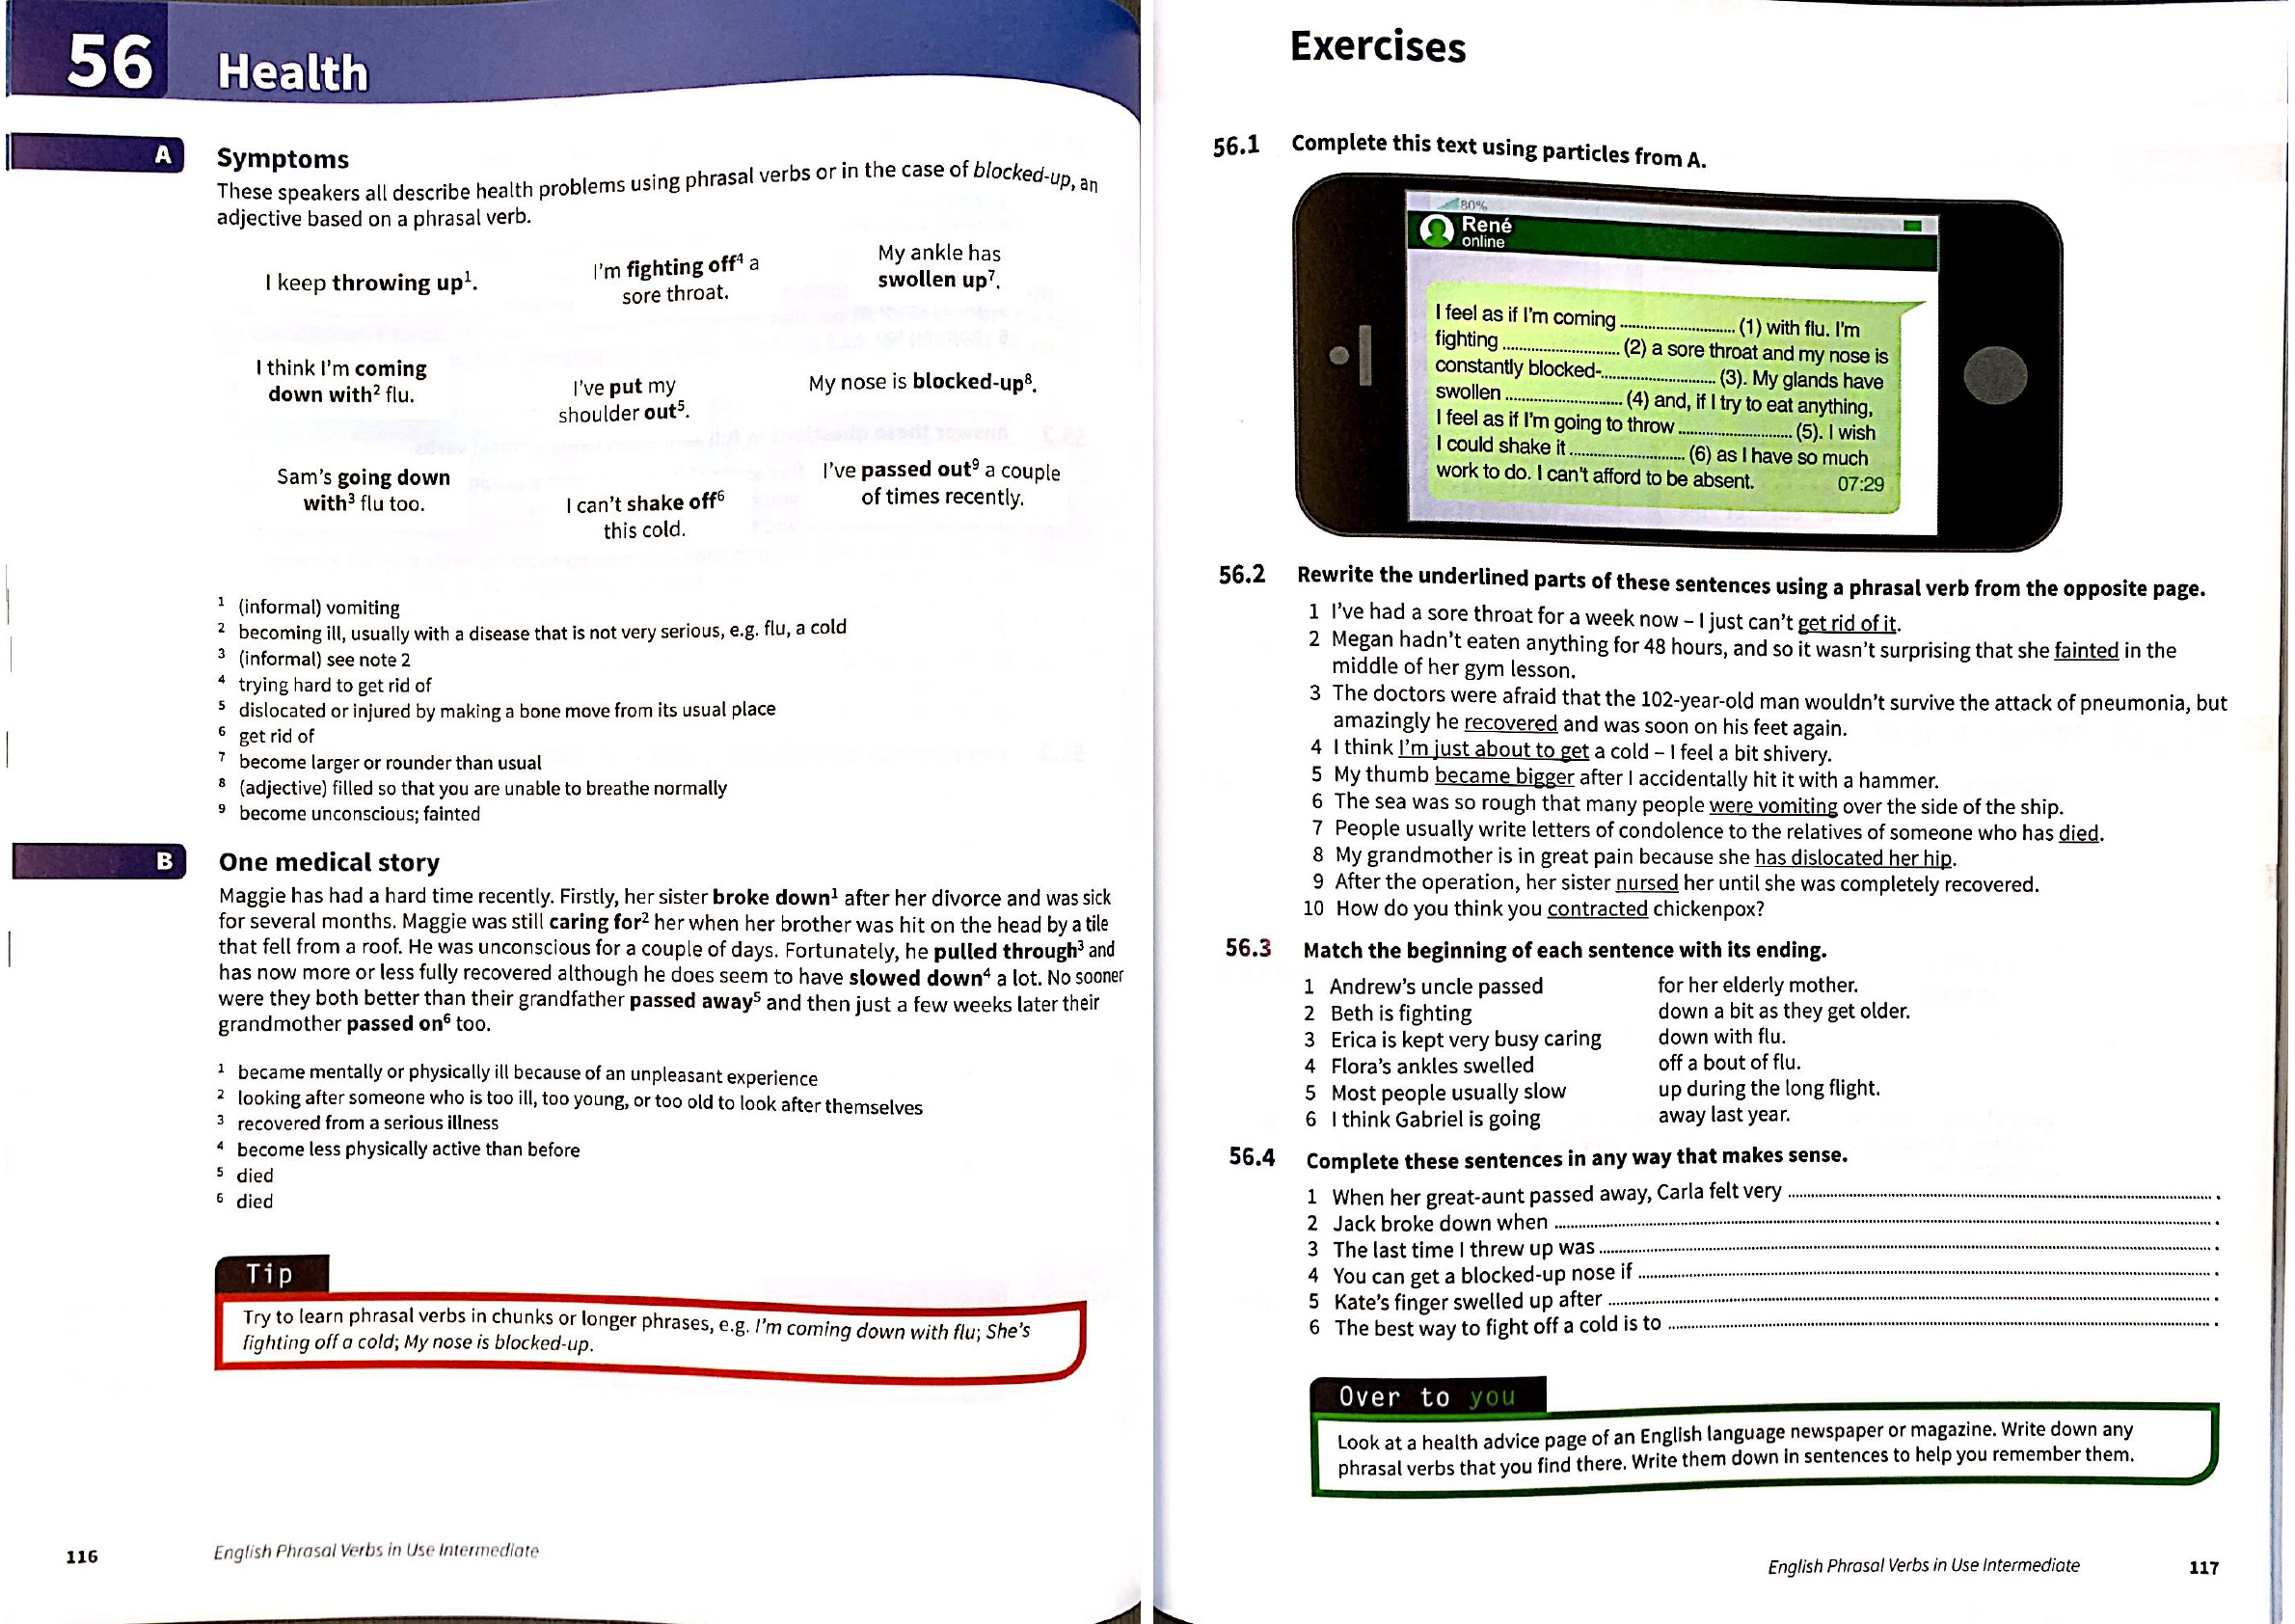 56
Health
A
Symptoms
These speakers all describe health problems using phrasal verbs or in the case of blocked-up, an
adjective based on a phrasal verb.
I keep throwing up¹.
I'm fighting off⁴ a
sore throat.
My ankle has
swollen up⁷.
I think I'm coming
down with² flu.
I've put my
shoulder out⁵.
My nose is blocked-up⁸.
Sam's going down
with³ flu too.
I can't shake off⁶
this cold.
I've passed out⁹ a couple
of times recently.
¹ (informal) vomiting
² becoming ill, usually with a disease that is not very serious, e.g. flu, a cold
³ (informal) see note 2
⁴ trying hard to get rid of
⁵ dislocated or injured by making a bone move from its usual place
⁶ get rid of
⁷ become larger or rounder than usual
⁸ (adjective) filled so that you are unable to breathe normally
⁹ become unconscious; fainted
B
One medical story
Maggie has had a hard time recently. Firstly, her sister broke down¹ after her divorce and was sick
for several months. Maggie was still caring for² her when her brother was hit on the head by a tile
that fell from a roof. He was unconscious for a couple of days. Fortunately, he pulled through³ and
has now more or less fully recovered although he does seem to have slowed down⁴ a lot. No sooner
were they both better than their grandfather passed away⁵ and then just a few weeks later their
grandmother passed on⁶ too.
¹ became mentally or physically ill because of an unpleasant experience
² looking after someone who is too ill, too young, or too old to look after themselves
³ recovered from a serious illness
⁴ become less physically active than before
⁵ died
⁶ died
Tip
Try to learn phrasal verbs in chunks or longer phrases, e.g. I'm coming down with flu; She's
fighting off a cold; My nose is blocked-up.
116 English Phrasal Verbs in Use Intermediate
Exercises
56.1 Complete this text using particles from A.
80%
René
online
I feel as if I'm coming ............................ (1) with flu. I'm
fighting ............................ (2) a sore throat and my nose is
constantly blocked-............................ (3). My glands have
swollen ............................ (4) and, if I try to eat anything,
I feel as if I'm going to throw ............................ (5). I wish
I could shake it ............................ (6) as I have so much
work to do. I can't afford to be absent. 07:29
56.2 Rewrite the underlined parts of these sentences using a phrasal verb from the opposite page.
1 I've had a sore throat for a week now – I just can't get rid of it.
2 Megan hadn't eaten anything for 48 hours, and so it wasn't surprising that she fainted in the
middle of her gym lesson.
3 The doctors were afraid that the 102-year-old man wouldn't survive the attack of pneumonia, but
amazingly he recovered and was soon on his feet again.
4 I think I'm just about to get a cold – I feel a bit shivery.
5 My thumb became bigger after I accidentally hit it with a hammer.
6 The sea was so rough that many people were vomiting over the side of the ship.
7 People usually write letters of condolence to the relatives of someone who has died.
8 My grandmother is in great pain because she has dislocated her hip.
9 After the operation, her sister nursed her until she was completely recovered.
10 How do you think you contracted chickenpox?
56.3 Match the beginning of each sentence with its ending.
1 Andrew's uncle passed for her elderly mother.
2 Beth is fighting down a bit as they get older.
3 Erica is kept very busy caring down with flu.
4 Flora's ankles swelled off a bout of flu.
5 Most people usually slow up during the long flight.
6 I think Gabriel is going away last year.
56.4 Complete these sentences in any way that makes sense.
1 When her great-aunt passed away, Carla felt very ............................ .
2 Jack broke down when ............................ .
3 The last time I threw up was ............................ .
4 You can get a blocked-up nose if ............................ .
5 Kate's finger swelled up after ............................ .
6 The best way to fight off a cold is to ............................ .
Over to you
Look at a health advice page of an English language newspaper or magazine. Write down any
phrasal verbs that you find there. Write them down in sentences to help you remember them.
English Phrasal Verbs in Use Intermediate 117